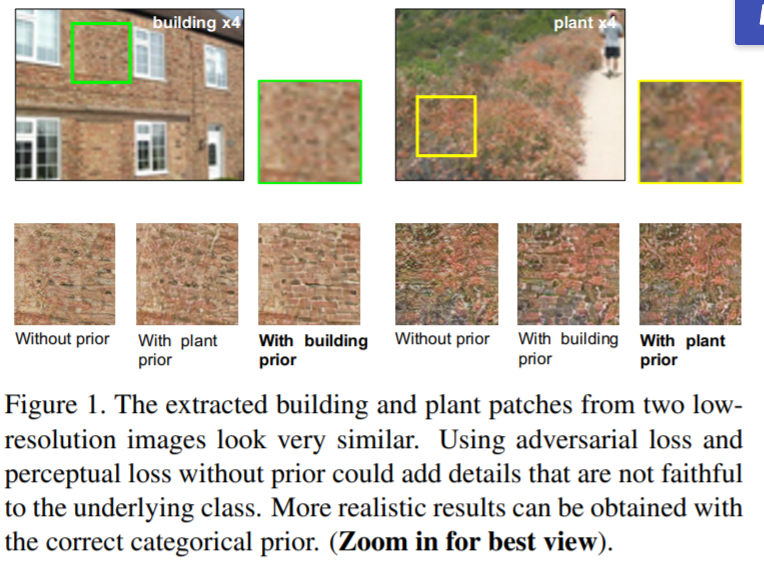 building x4
plant x4
Without prior
With plant
prior
With building
prior
Without prior
With building
prior
With plant
prior
Figure 1. The extracted building and plant patches from two low-
resolution images look very similar. Using adversarial loss and
perceptual loss without prior could add details that are not faithful
to the underlying class. More realistic results can be obtained with
the correct categorical prior. (Zoom in for best view).